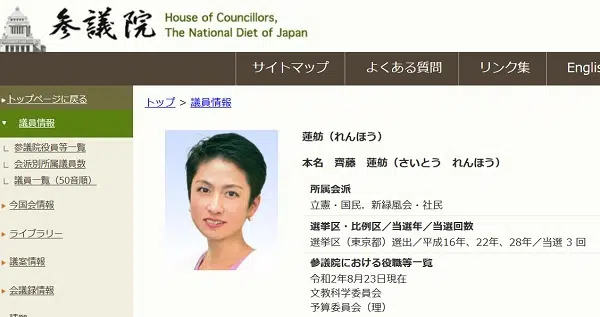 参議院
House of Councillors,
The National Diet of Japan
サイトマップ
よくある質問
リンク集
Englis
トップページに戻る
議員情報
参議院役員等一覧
会派別所属議員数
議員一覧（50音順）
今国会情報
ライブラリー
議案情報
会議録情報
トップ > 議員情報
蓮舫（れんほう）
本名　齊藤　蓮舫（さいとう　れんほう）
所属会派
立憲・国民．新緑風会・社民
選挙区・比例区／当選年／当選回数
選挙区（東京都）選出／平成16年、22年、28年／当選 3 回
参議院における役職等一覧
令和2年8月23日現在
文教科学委員会
予算委員会（理）